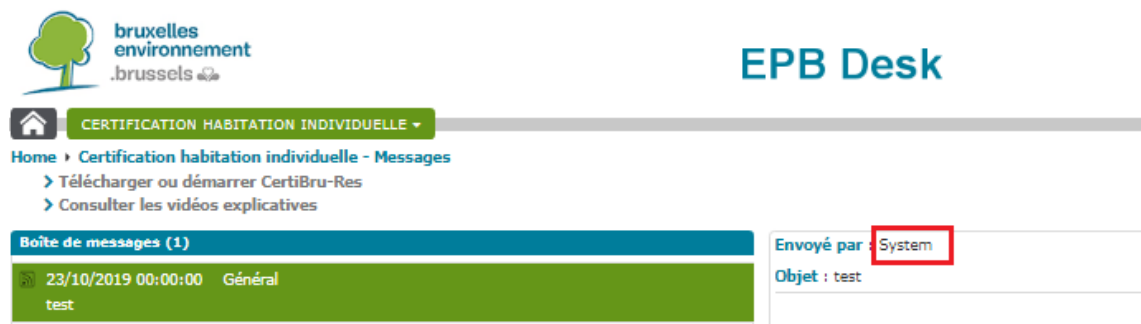 bruxelles
environnement
.brussels
EPB Desk
CERTIFICATION HABITATION INDIVIDUELLE
Home Certification habitation individuelle - Messages
Télécharger ou démarrer CertiBru-Res
Consulter les vidéos explicatives
Boîte de messages (1)
23/10/2019 00:00:00 Général
test
Envoyé par : System
Objet : test